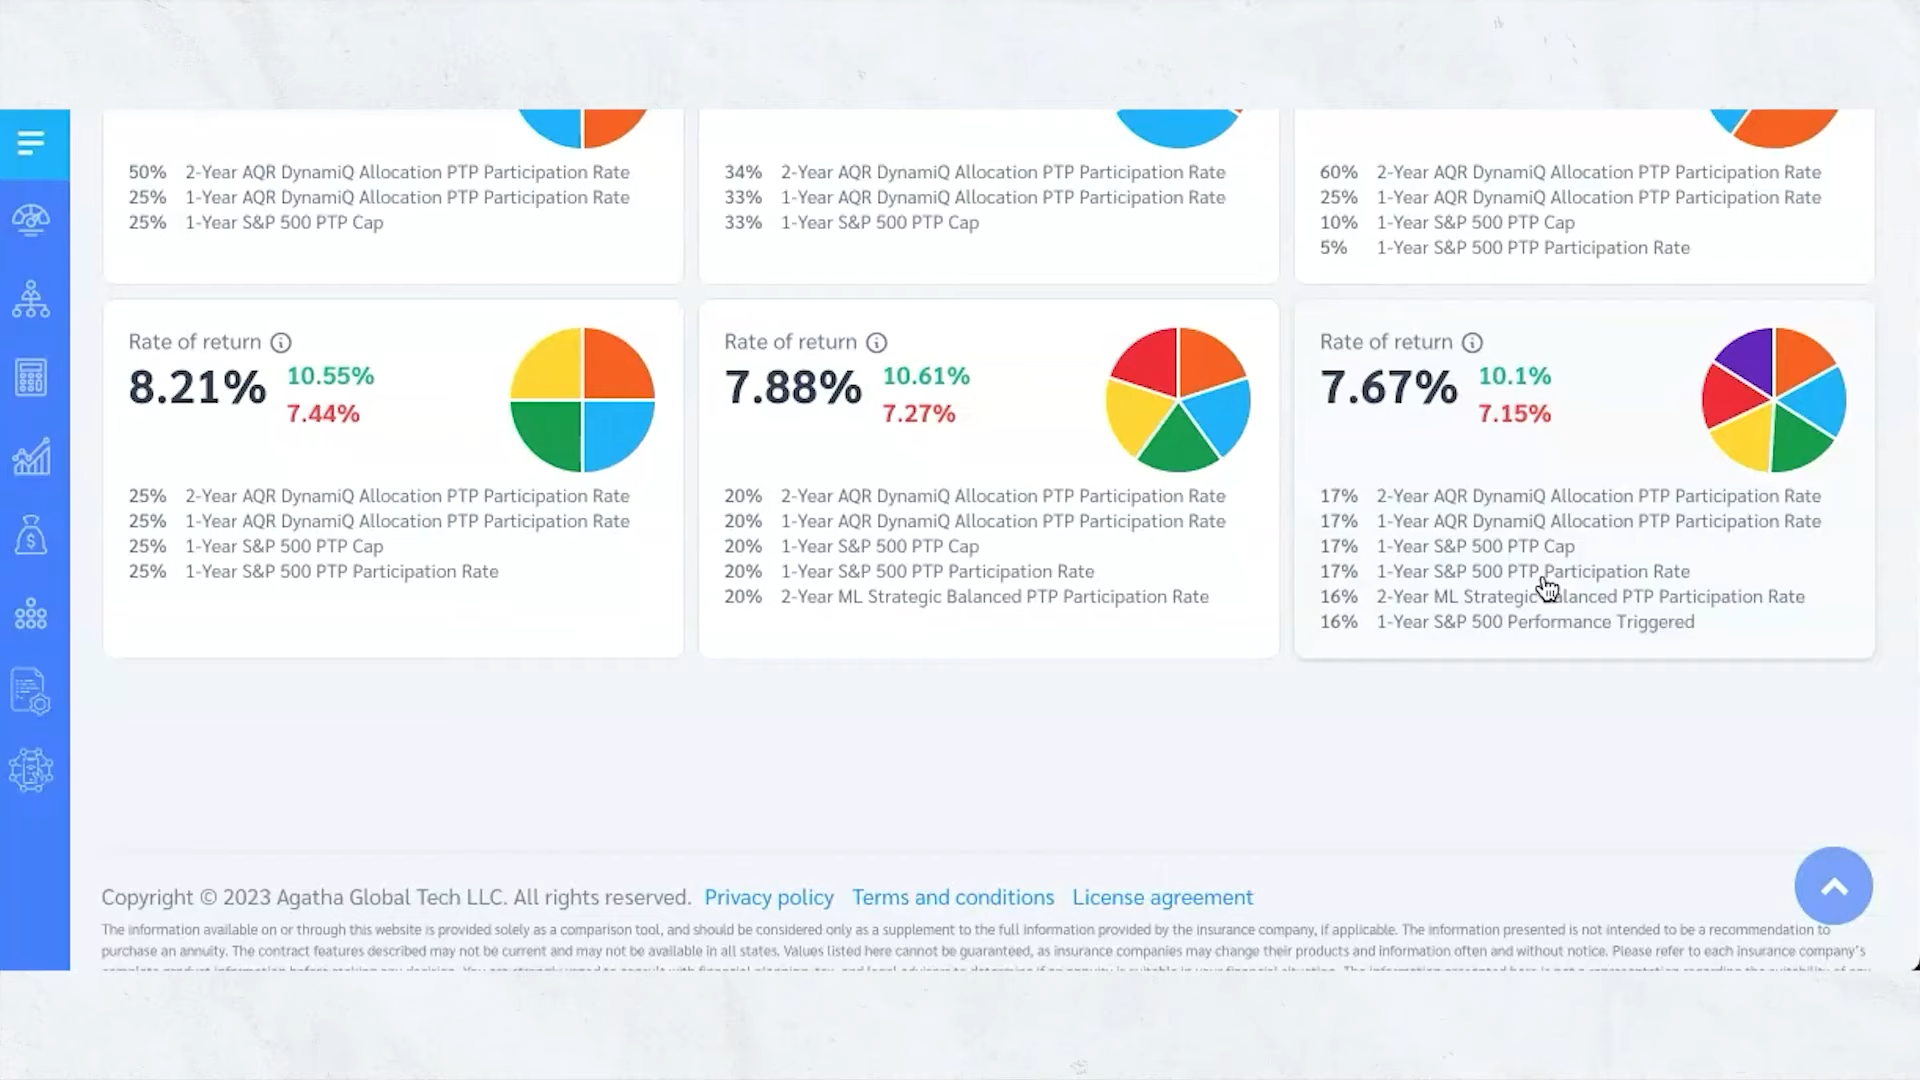 50% 2-Year AQR DynamiQ Allocation PTP Participation Rate
25% 1-Year AQR DynamiQ Allocation PTP Participation Rate
25% 1-Year S&P 500 PTP Cap
34% 2-Year AQR DynamiQ Allocation PTP Participation Rate
33% 1-Year AQR DynamiQ Allocation PTP Participation Rate
33% 1-Year S&P 500 PTP Cap
60% 2-Year AQR DynamiQ Allocation PTP Participation Rate
25% 1-Year AQR DynamiQ Allocation PTP Participation Rate
10% 1-Year S&P 500 PTP Cap
5% 1-Year S&P 500 PTP Participation Rate
Rate of return
8.21% 10.55%
7.44%
25% 2-Year AQR DynamiQ Allocation PTP Participation Rate
25% 1-Year AQR DynamiQ Allocation PTP Participation Rate
25% 1-Year S&P 500 PTP Cap
25% 1-Year S&P 500 PTP Participation Rate
Rate of return
7.88% 10.61%
7.27%
20% 2-Year AQR DynamiQ Allocation PTP Participation Rate
20% 1-Year AQR DynamiQ Allocation PTP Participation Rate
20% 1-Year S&P 500 PTP Cap
20% 1-Year S&P 500 PTP Participation Rate
20% 2-Year ML Strategic Balanced PTP Participation Rate
Rate of return
7.67% 10.1%
7.15%
17% 2-Year AQR DynamiQ Allocation PTP Participation Rate
17% 1-Year AQR DynamiQ Allocation PTP Participation Rate
17% 1-Year S&P 500 PTP Cap
17% 1-Year S&P 500 PTP Participation Rate
16% 2-Year ML Strategic Balanced PTP Participation Rate
16% 1-Year S&P 500 Performance Triggered
Copyright © 2023 Agatha Global Tech LLC. All rights reserved. Privacy policy Terms and conditions License agreement
The information available on or through this website is provided solely as a comparison tool, and should be considered only as a supplement to the full information provided by the insurance company, if applicable. The information presented is not intended to be a recommendation to
purchase an annuity. The contract features described may not be current and may not be available in all states. Values listed here cannot be guaranteed, as insurance companies may change their products and information often and without notice. Please refer to each insurance company's